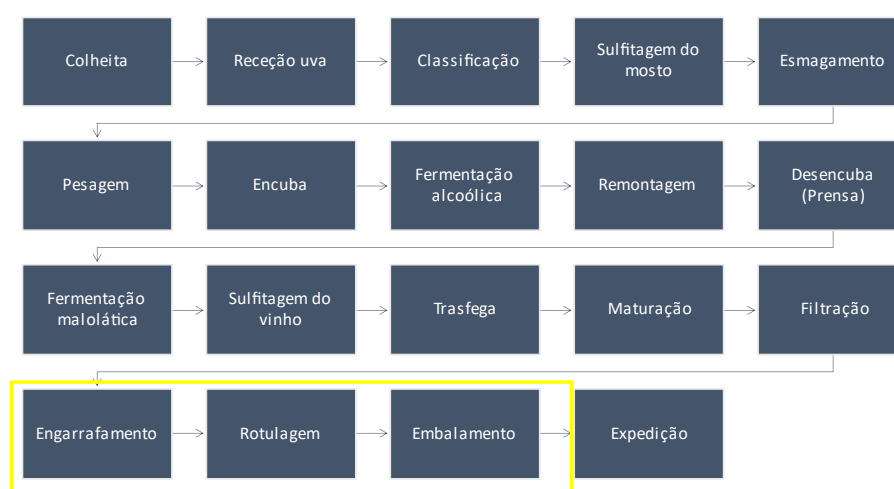 Colheita
Receção uva
Classificação
Sulfitagem do
mosto
Esmagamento
Pesagem
Encuba
Fermentação
alcoólica
Remontagem
Desencuba
(Prensa)
Fermentação
malolática
Sulfitagem do
vinho
Trasfega
Maturação
Filtração
Engarrafamento
Rotulagem
Embalamento
Expedição